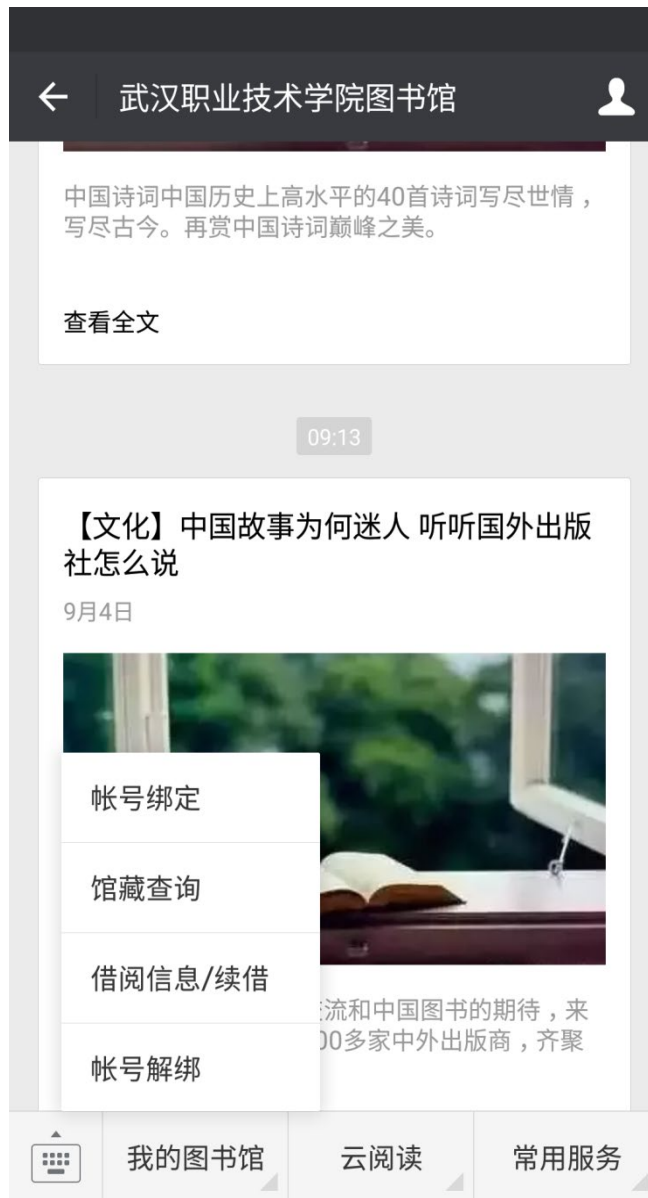 武汉职业技术学院图书馆
中国诗词中国历史上高水平的40首诗词写尽世情，
写尽古今。再赏中国诗词巅峰之美。
查看全文
09:13
【文化】中国故事为何迷人 听听国外出版
社怎么说
9月4日
帐号绑定
馆藏查询
借阅信息/续借
帐号解绑
流和中国图书的期待，来
00多家中外出版商，齐聚
我的图书馆
云阅读
常用服务